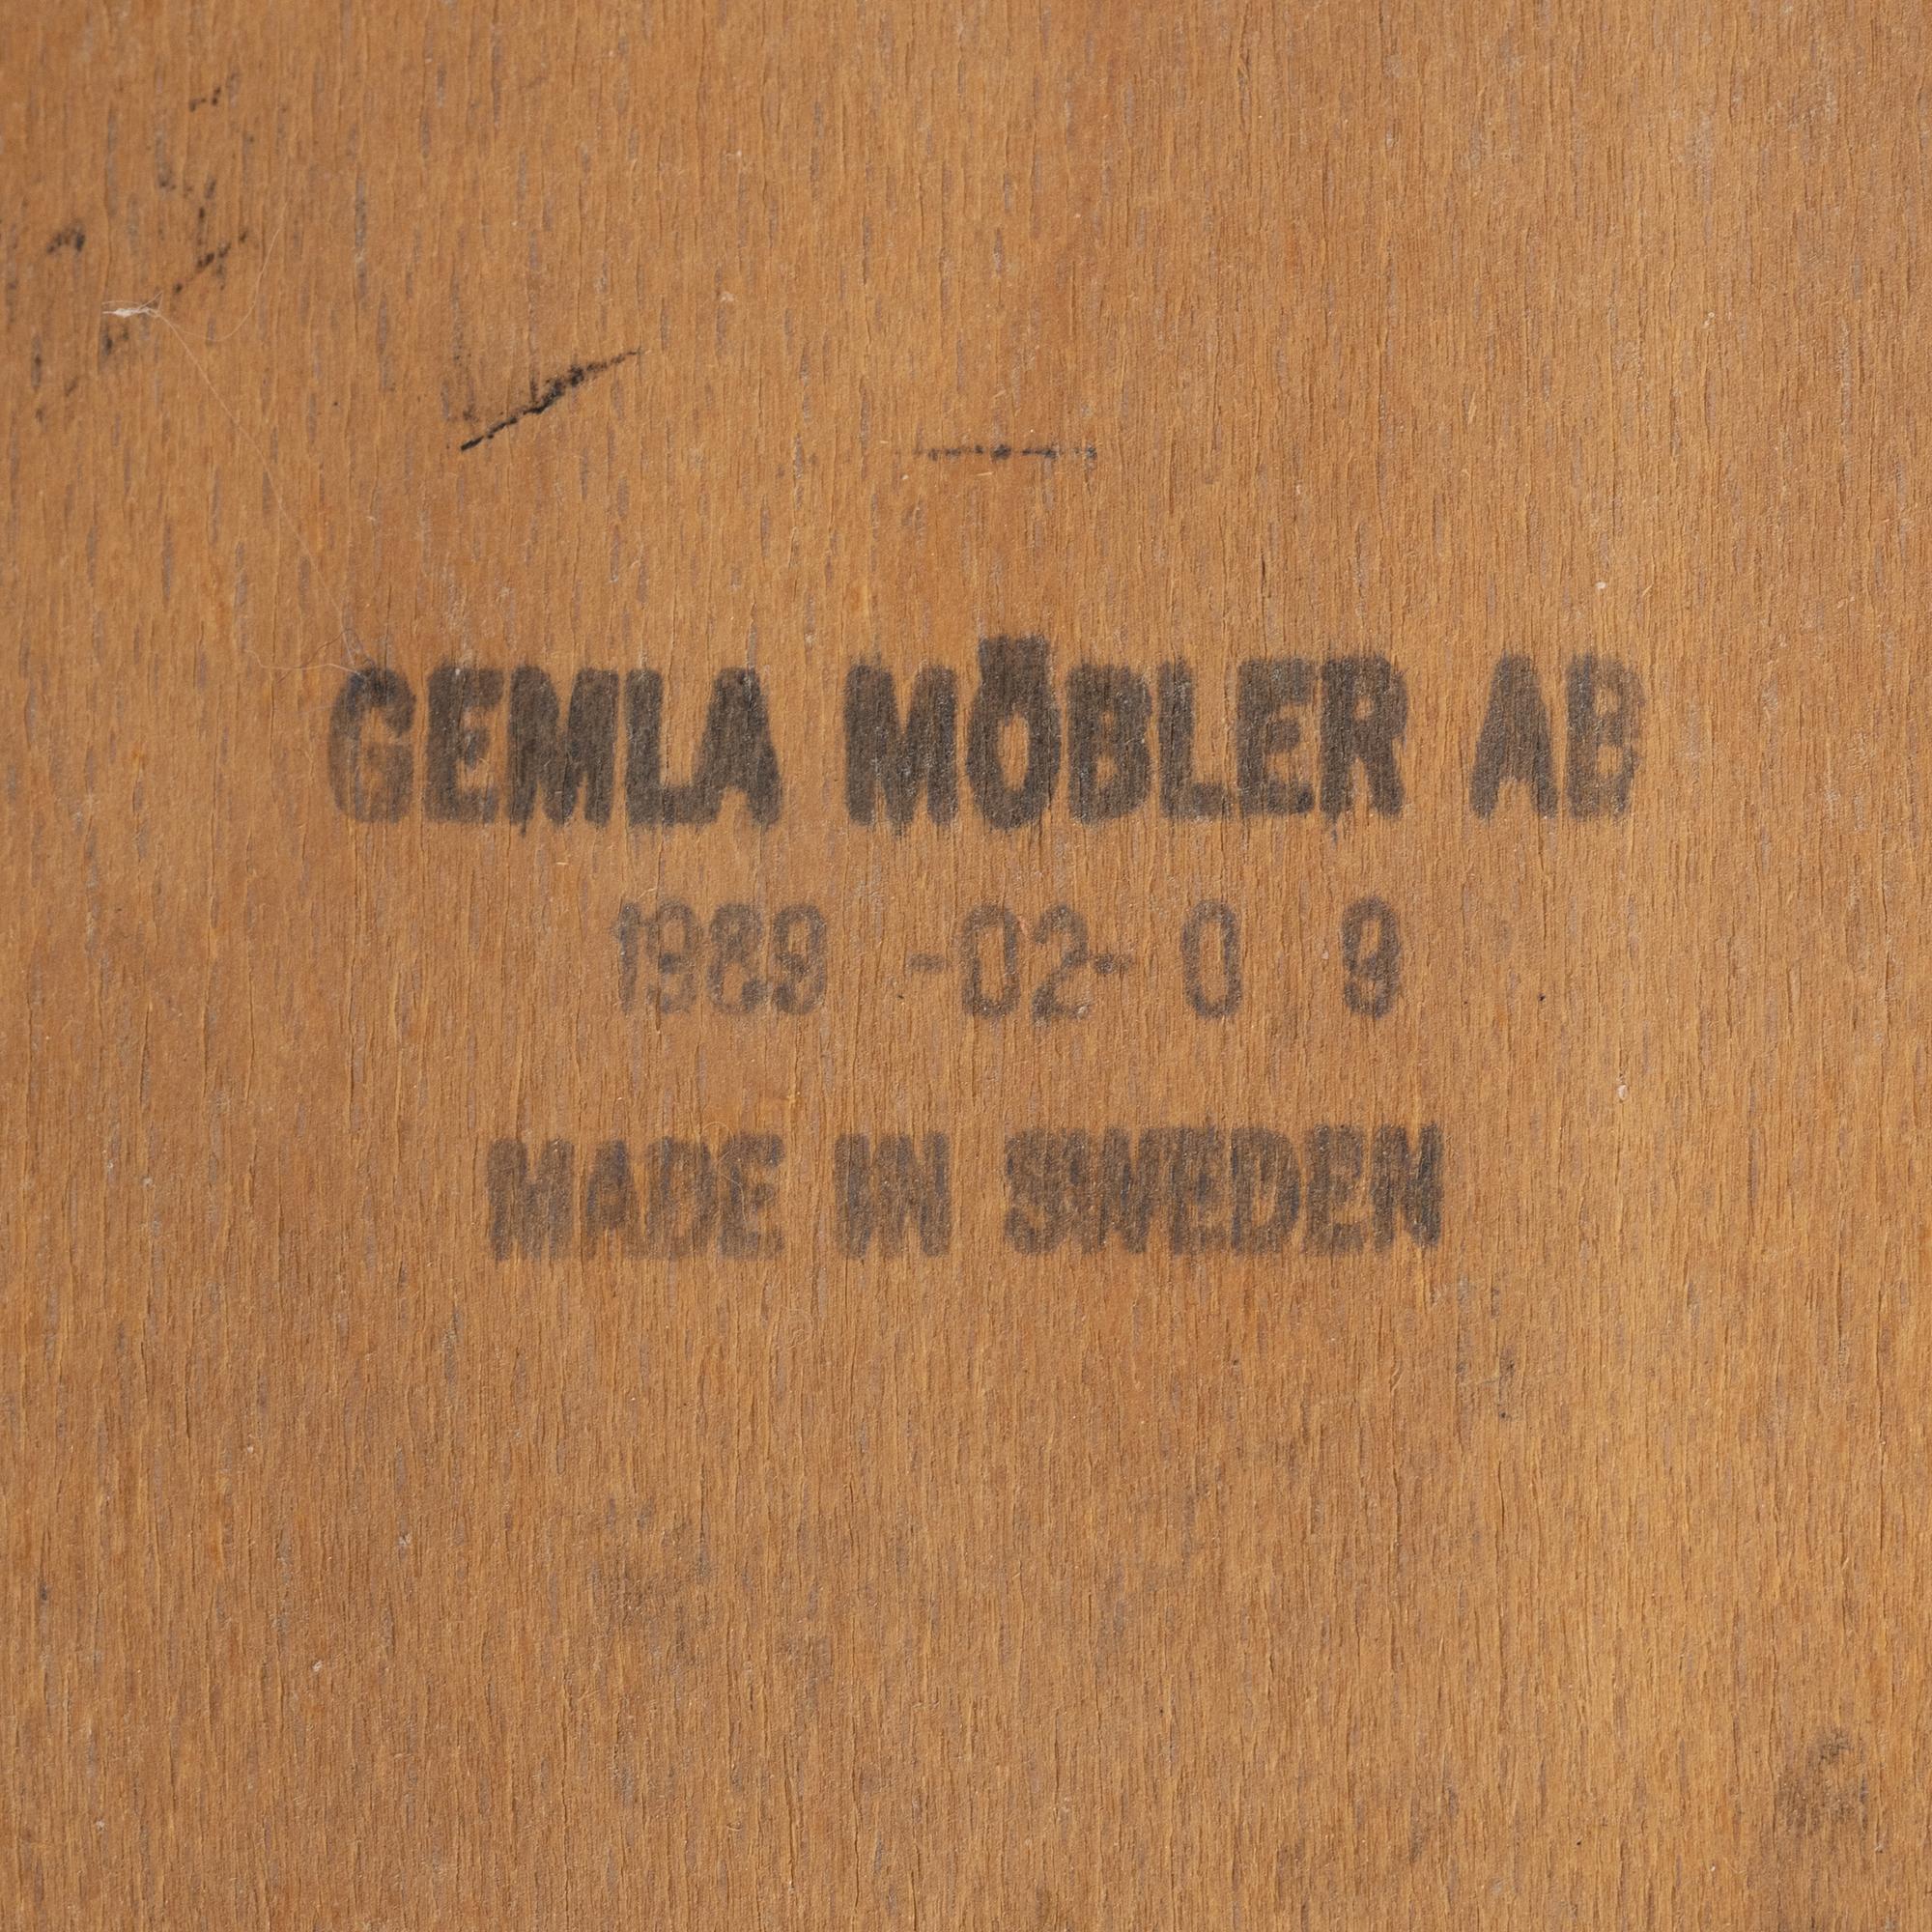 GEMLA MÖBLER AB
1989 -02- 0 9
MADE IN SWEDEN